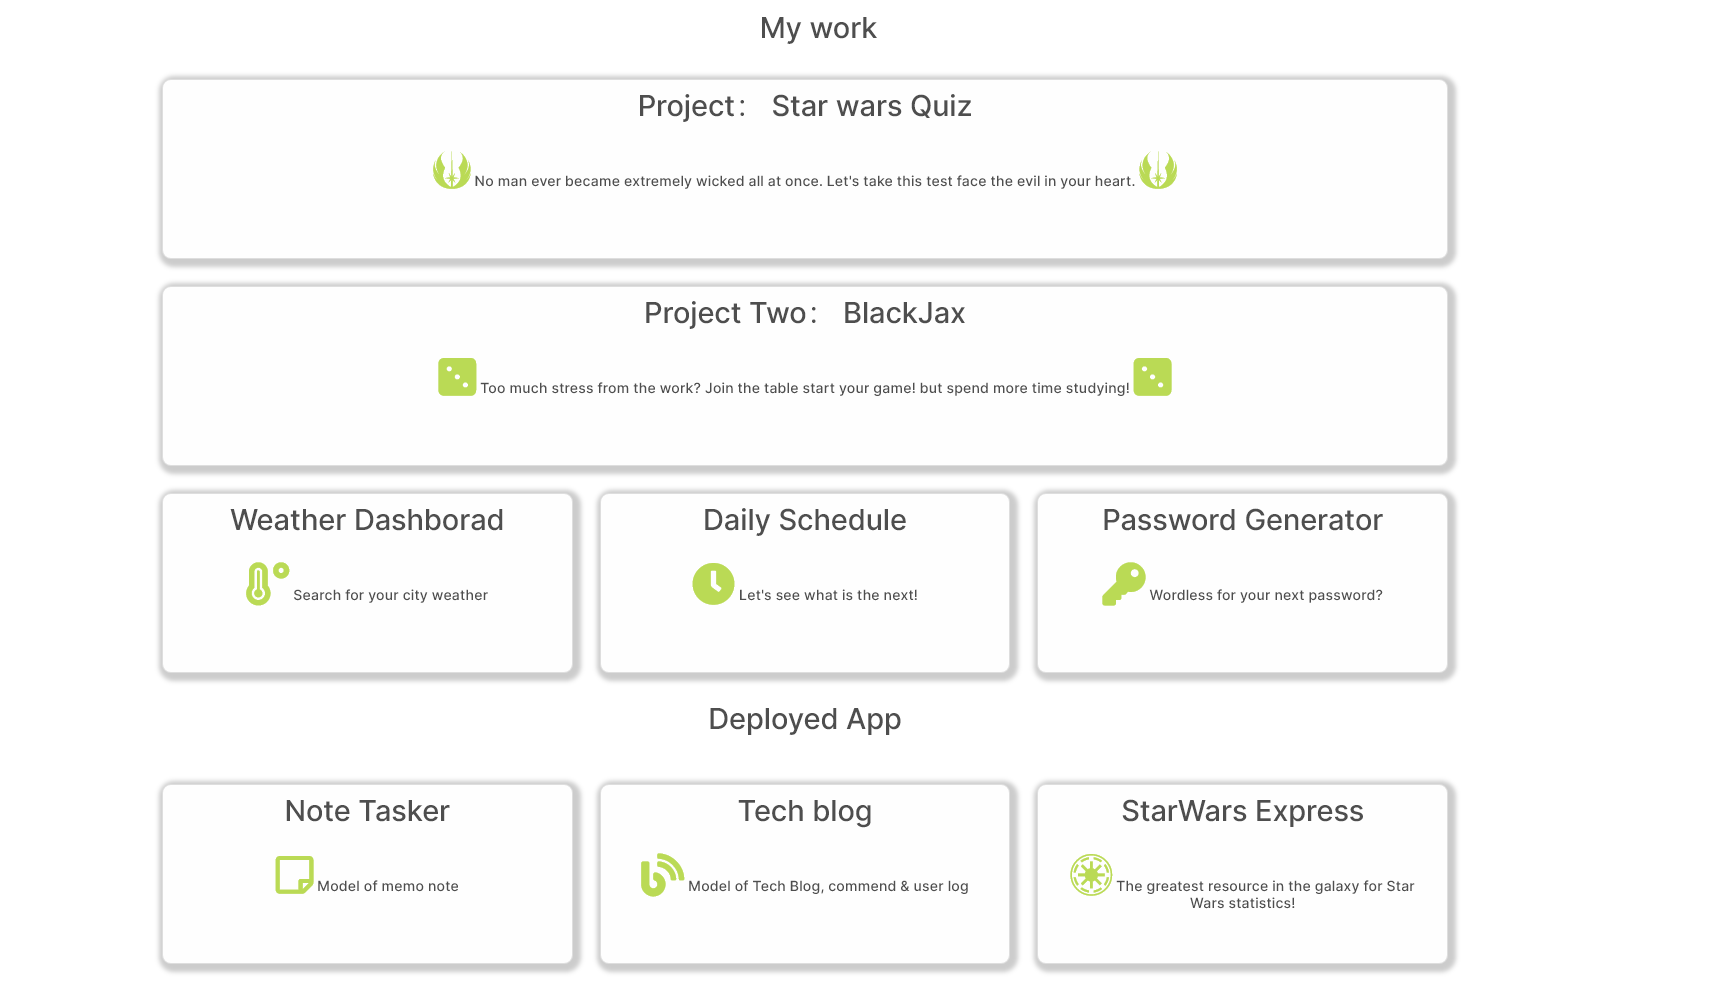 My work
Project: Star wars Quiz
No man ever became extremely wicked all at once. Let's take this test face the evil in your heart.
Project Two: BlackJax
Too much stress from the work? Join the table start your game! but spend more time studying!
Weather Dashborad
Search for your city weather
Daily Schedule
Let's see what is the next!
Password Generator
Wordless for your next password?
Deployed App
Note Tasker
Model of memo note
Tech blog
Model of Tech Blog, commend & user log
StarWars Express
The greatest resource in the galaxy for Star
Wars statistics!